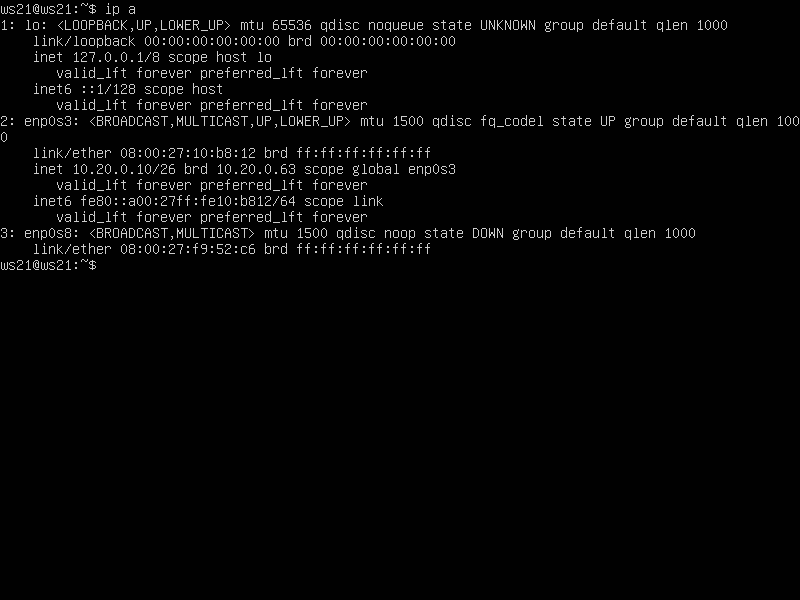 ws21@ws21:~$ ip a
1: lo: <LOOPBACK,UP,LOWER_UP> mtu 65536 qdisc noqueue state UNKNOWN group default qlen 1000
    link/loopback 00:00:00:00:00:00 brd 00:00:00:00:00:00
    inet 127.0.0.1/8 scope host lo
       valid_lft forever preferred_lft forever
    inet6 ::1/128 scope host
       valid_lft forever preferred_lft forever
2: enp0s3: <BROADCAST,MULTICAST,UP,LOWER_UP> mtu 1500 qdisc fq_codel state UP group default qlen 100
0
    link/ether 08:00:27:10:b8:12 brd ff:ff:ff:ff:ff:ff
    inet 10.20.0.10/26 brd 10.20.0.63 scope global enp0s3
       valid_lft forever preferred_lft forever
    inet6 fe80::a00:27ff:fe10:b812/64 scope link
       valid_lft forever preferred_lft forever
3: enp0s8: <BROADCAST,MULTICAST> mtu 1500 qdisc noop state DOWN group default qlen 1000
    link/ether 08:00:27:f9:52:c6 brd ff:ff:ff:ff:ff:ff
ws21@ws21:~$